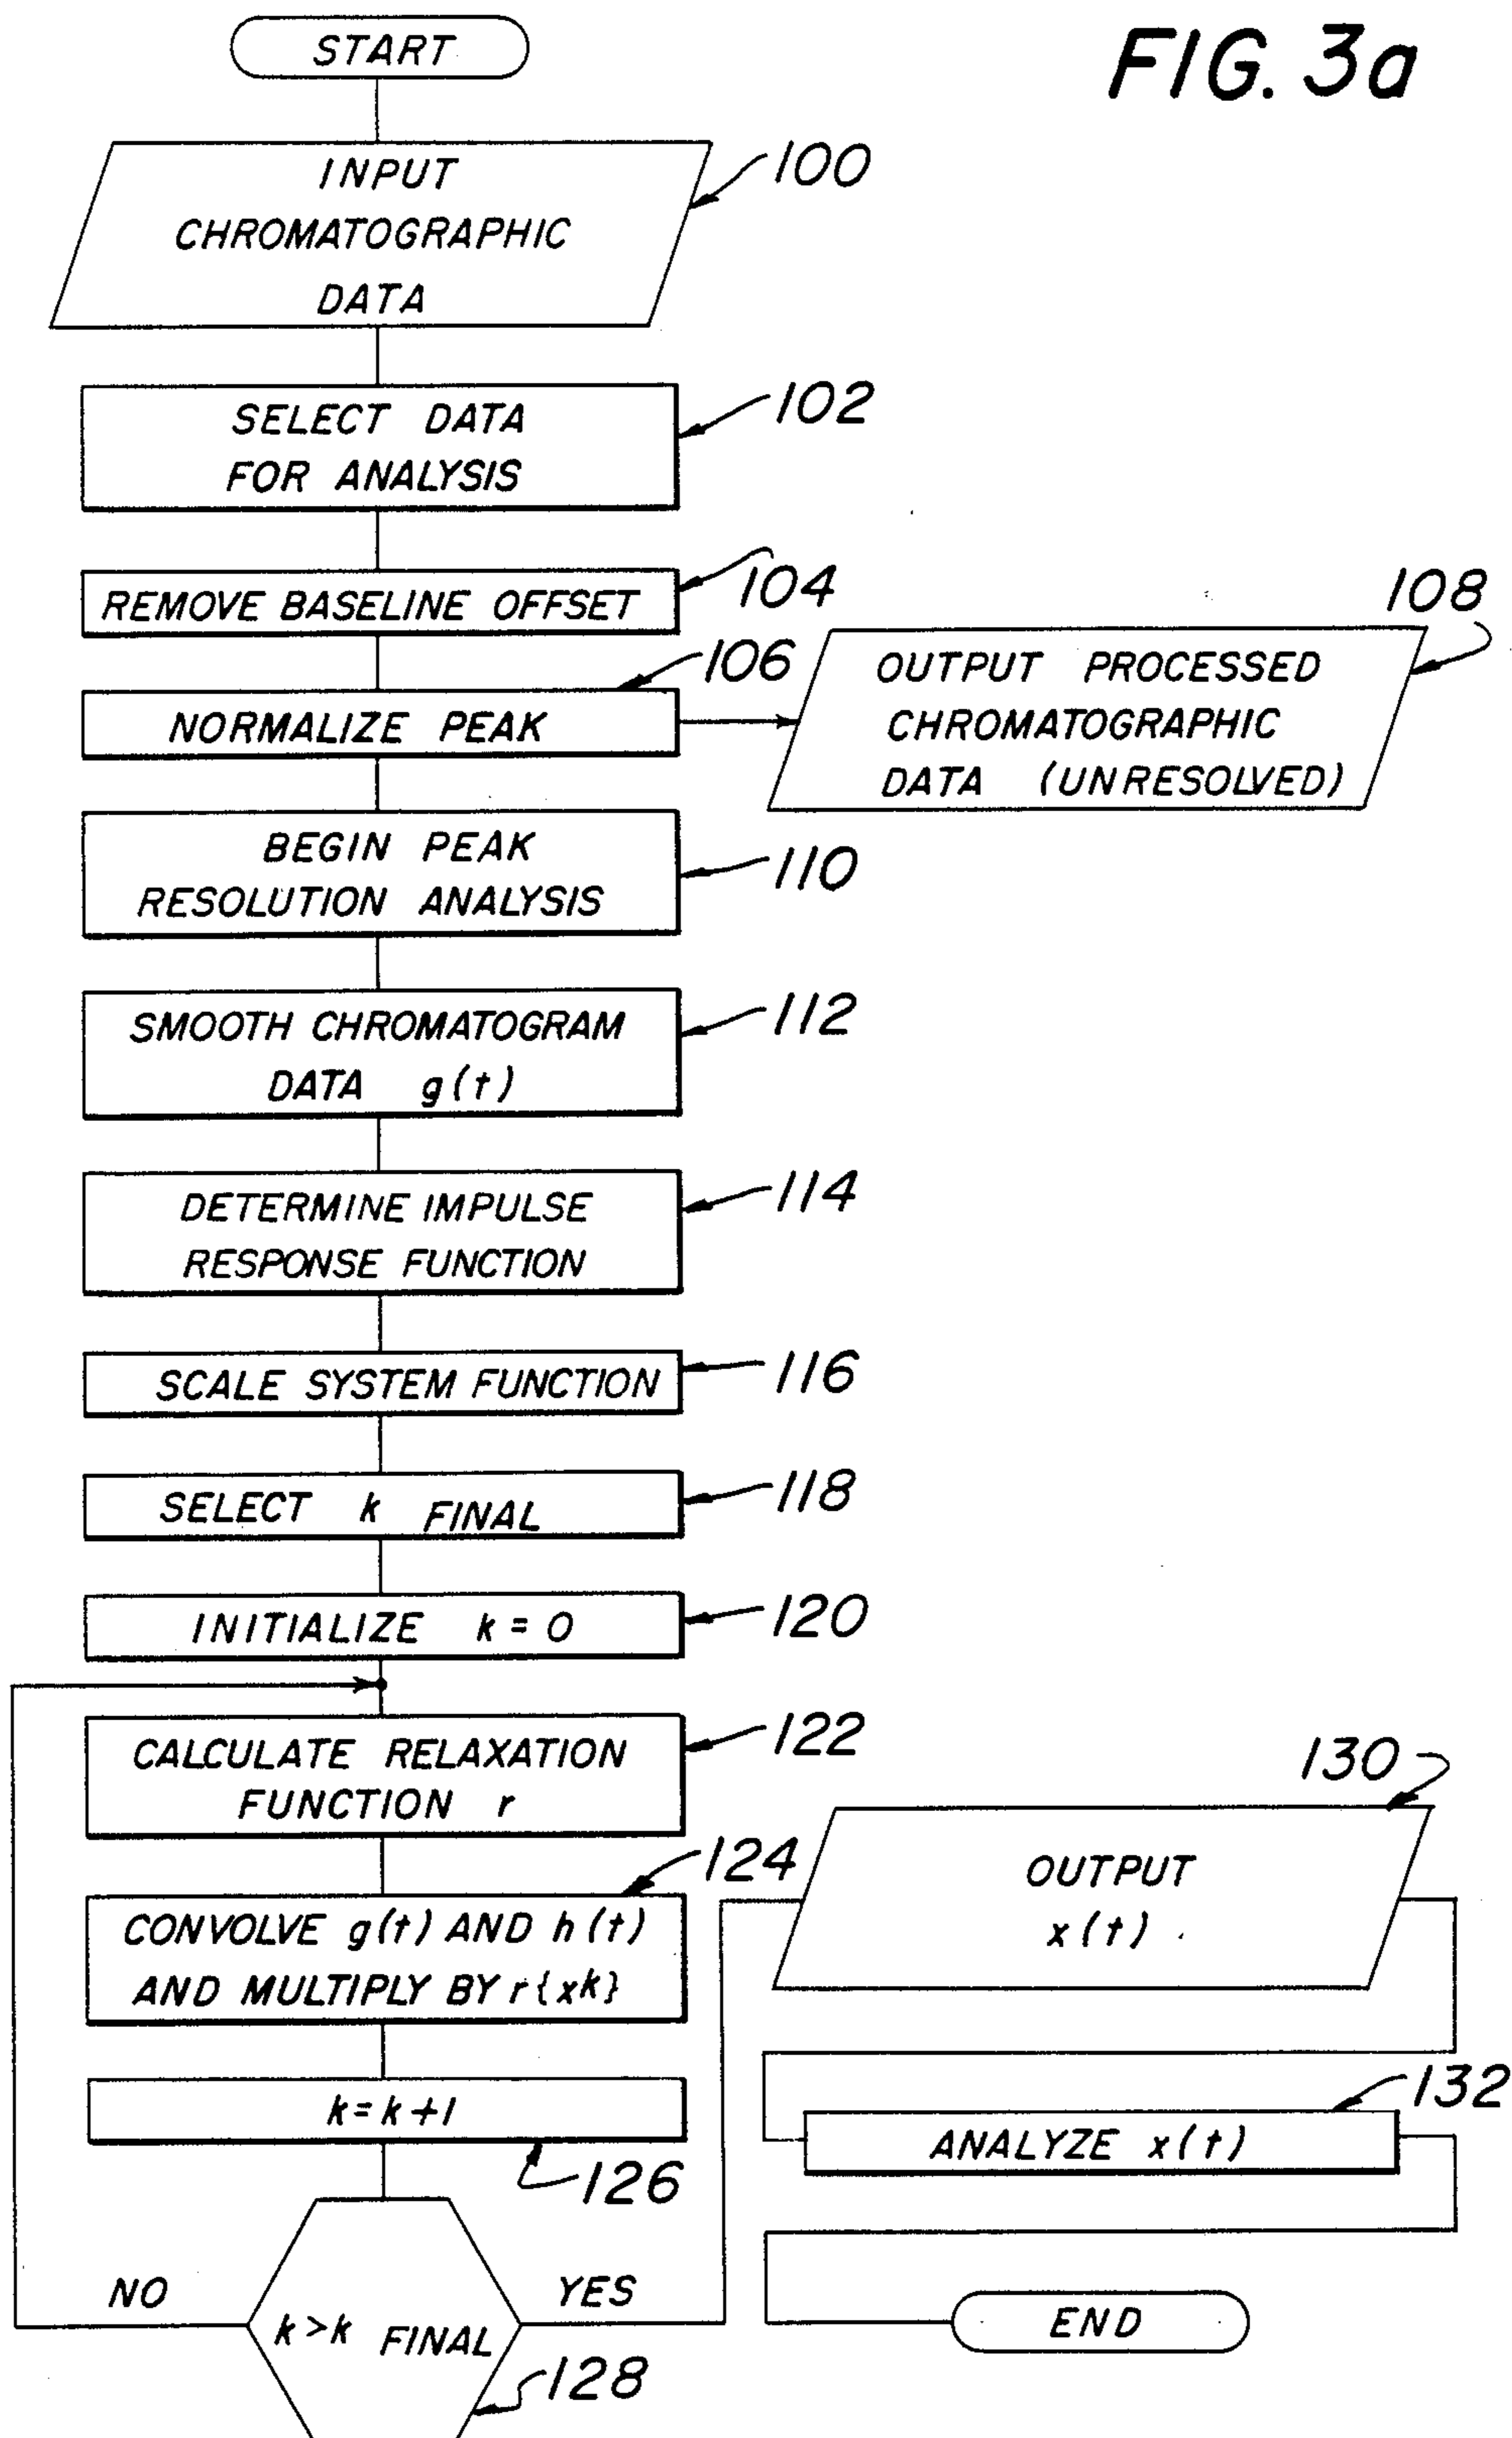 START
FIG. 3a
INPUT
CHROMATOGRAPHIC
DATA
100
SELECT DATA
FOR ANALYSIS
102
REMOVE BASELINE OFFSET
104
NORMALIZE PEAK
106
OUTPUT PROCESSED
CHROMATOGRAPHIC
DATA (UNRESOLVED)
108
BEGIN PEAK
RESOLUTION ANALYSIS
110
SMOOTH CHROMATOGRAM
DATA g(t)
112
DETERMINE IMPULSE
RESPONSE FUNCTION
114
SCALE SYSTEM FUNCTION
116
SELECT k FINAL
118
INITIALIZE k = 0
120
CALCULATE RELAXATION
FUNCTION r
122
CONVOLVE g(t) AND h(t)
AND MULTIPLY BY r{xk}
124
k=k+1
126
k>k FINAL
128
NO
YES
OUTPUT
x(t)
130
ANALYZE x(t)
132
END